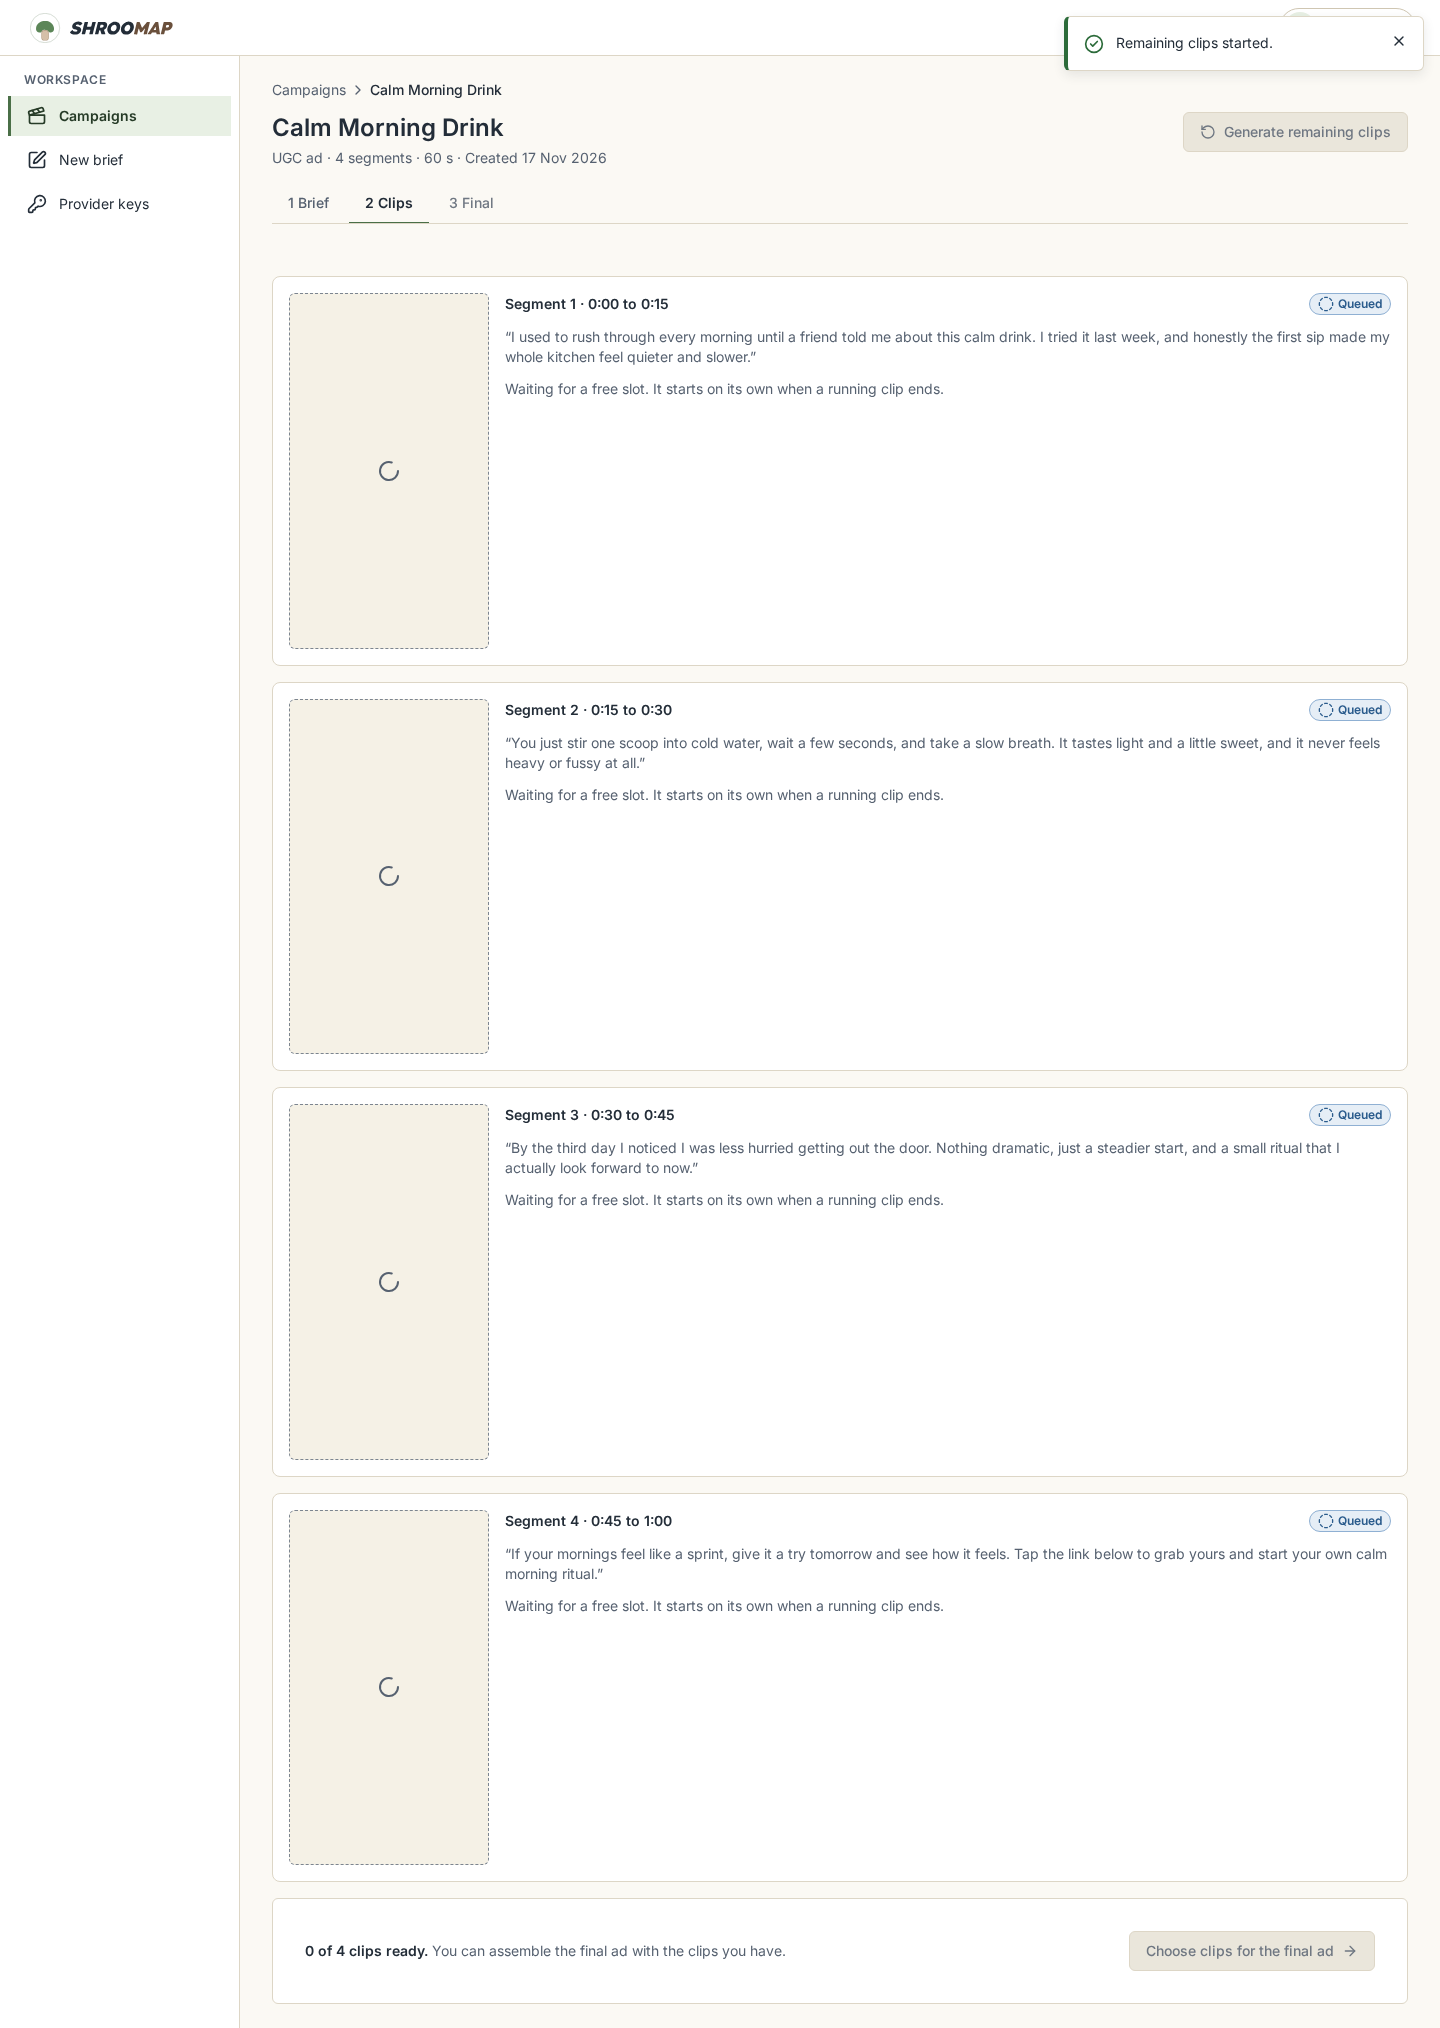 SHROOMAP
Remaining clips started.
WORKSPACE
Campaigns
New brief
Provider keys
Campaigns > Calm Morning Drink
Calm Morning Drink
UGC ad · 4 segments · 60 s · Created 17 Nov 2026
Generate remaining clips
1 Brief
2 Clips
3 Final
Segment 1 · 0:00 to 0:15
Queued
“I used to rush through every morning until a friend told me about this calm drink. I tried it last week, and honestly the first sip made my
whole kitchen feel quieter and slower.”
Waiting for a free slot. It starts on its own when a running clip ends.
Segment 2 · 0:15 to 0:30
Queued
“You just stir one scoop into cold water, wait a few seconds, and take a slow breath. It tastes light and a little sweet, and it never feels
heavy or fussy at all.”
Waiting for a free slot. It starts on its own when a running clip ends.
Segment 3 · 0:30 to 0:45
Queued
“By the third day I noticed I was less hurried getting out the door. Nothing dramatic, just a steadier start, and a small ritual that I
actually look forward to now.”
Waiting for a free slot. It starts on its own when a running clip ends.
Segment 4 · 0:45 to 1:00
Queued
“If your mornings feel like a sprint, give it a try tomorrow and see how it feels. Tap the link below to grab yours and start your own calm
morning ritual.”
Waiting for a free slot. It starts on its own when a running clip ends.
0 of 4 clips ready. You can assemble the final ad with the clips you have.
Choose clips for the final ad